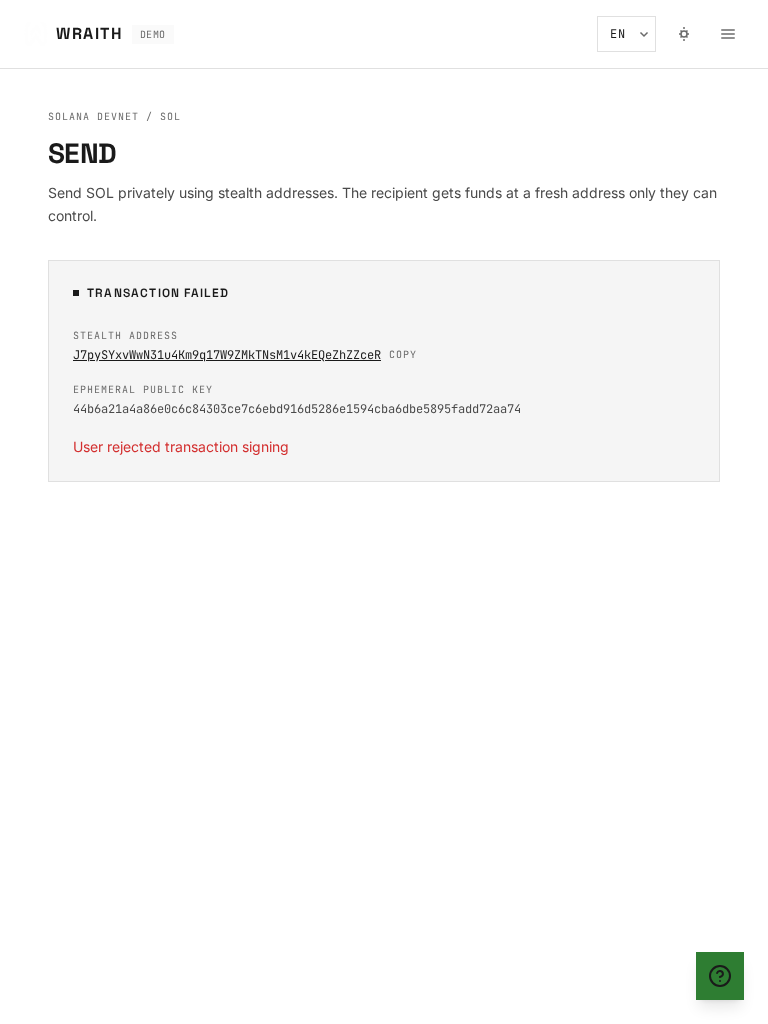 WRAITH DEMO EN
SOLANA DEVNET / SOL
SEND
Send SOL privately using stealth addresses. The recipient gets funds at a fresh address only they can
control.
TRANSACTION FAILED
STEALTH ADDRESS
J7pySYxvWwN31u4Km9q17W9ZMkTNsM1v4kEQeZhZZceR COPY
EPHEMERAL PUBLIC KEY
44b6a21a4a86e0c6c84303ce7c6ebd916d5286e1594cba6dbe5895fadd72aa74
User rejected transaction signing